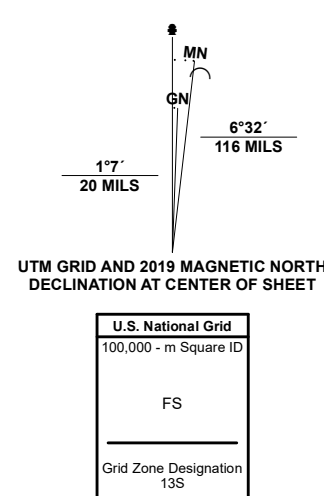 MN
GN
6°32´
116 MILS
1°7´
20 MILS
UTM GRID AND 2019 MAGNETIC NORTH
DECLINATION AT CENTER OF SHEET
U.S. National Grid
100,000 - m Square ID
FS
Grid Zone Designation
13S